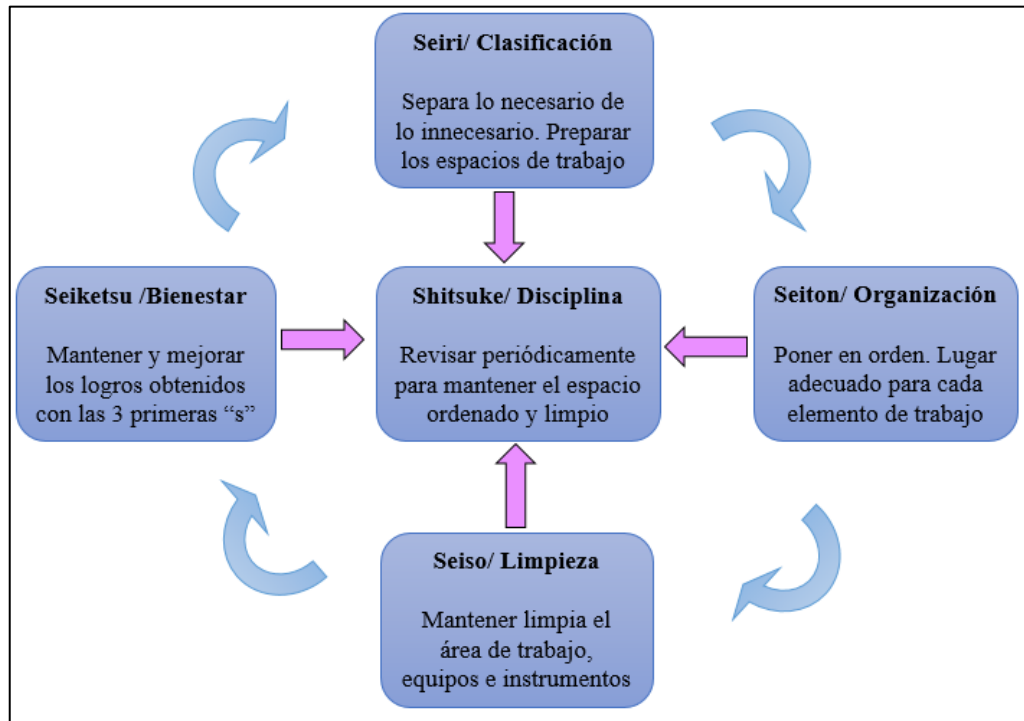 Seiri/ Clasificación
Separa lo necesario de
lo innecesario. Preparar
los espacios de trabajo
Seiketsu /Bienestar
Mantener y mejorar
los logros obtenidos
con las 3 primeras “s”
Shitsuke/ Disciplina
Revisar periódicamente
para mantener el espacio
ordenado y limpio
Seiton/ Organización
Poner en orden. Lugar
adecuado para cada
elemento de trabajo
Seiso/ Limpieza
Mantener limpia el
área de trabajo,
equipos e instrumentos